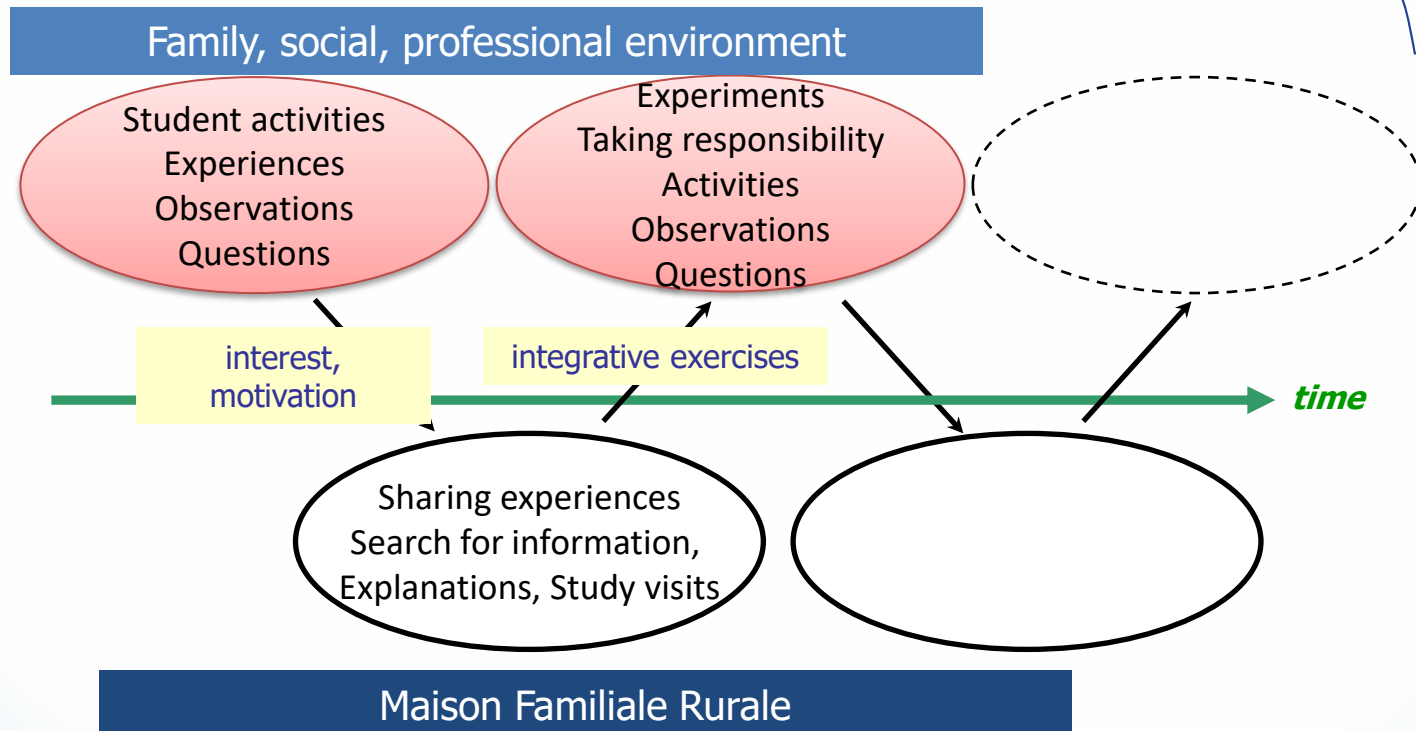 Family, social, professional environment
Student activities
Experiences
Observations
Questions
Experiments
Taking responsibility
Activities
Observations
Questions
interest,
motivation
integrative exercises
time
Sharing experiences
Search for information,
Explanations, Study visits
Maison Familiale Rurale